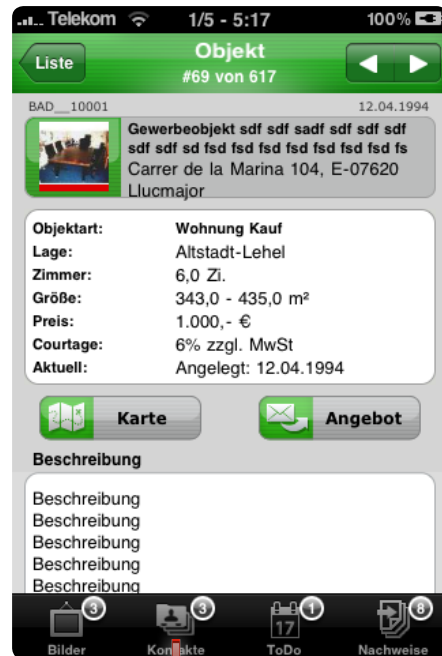 Telekom 1/5 - 5:17 100%
Liste
Objekt
#69 von 617
BAD__10001 12.04.1994
Gewerbeobjekt sdf sdf sadf sdf sdf sdf
sdf sdf sd fsd fsd fsd fsd fsd fsd fsd fs
Carrer de la Marina 104, E-07620
Llucmajor
Objektart: Wohnung Kauf
Lage: Altstadt-Lehel
Zimmer: 6,0 Zi.
Größe: 343,0 - 435,0 m²
Preis: 1.000,- €
Courtage: 6% zzgl. MwSt
Aktuell: Angelegt: 12.04.1994
Karte Angebot
Beschreibung
Beschreibung
Beschreibung
Beschreibung
Beschreibung
Beschreibung
3 3 1 8
17
Bilder Kontakte ToDo Nachweise